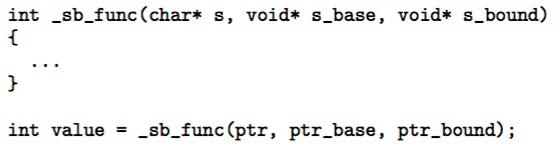 int _sb_func(char* s, void* s_base, void* s_bound)
{
  ...
}
int value = _sb_func(ptr, ptr_base, ptr_bound);